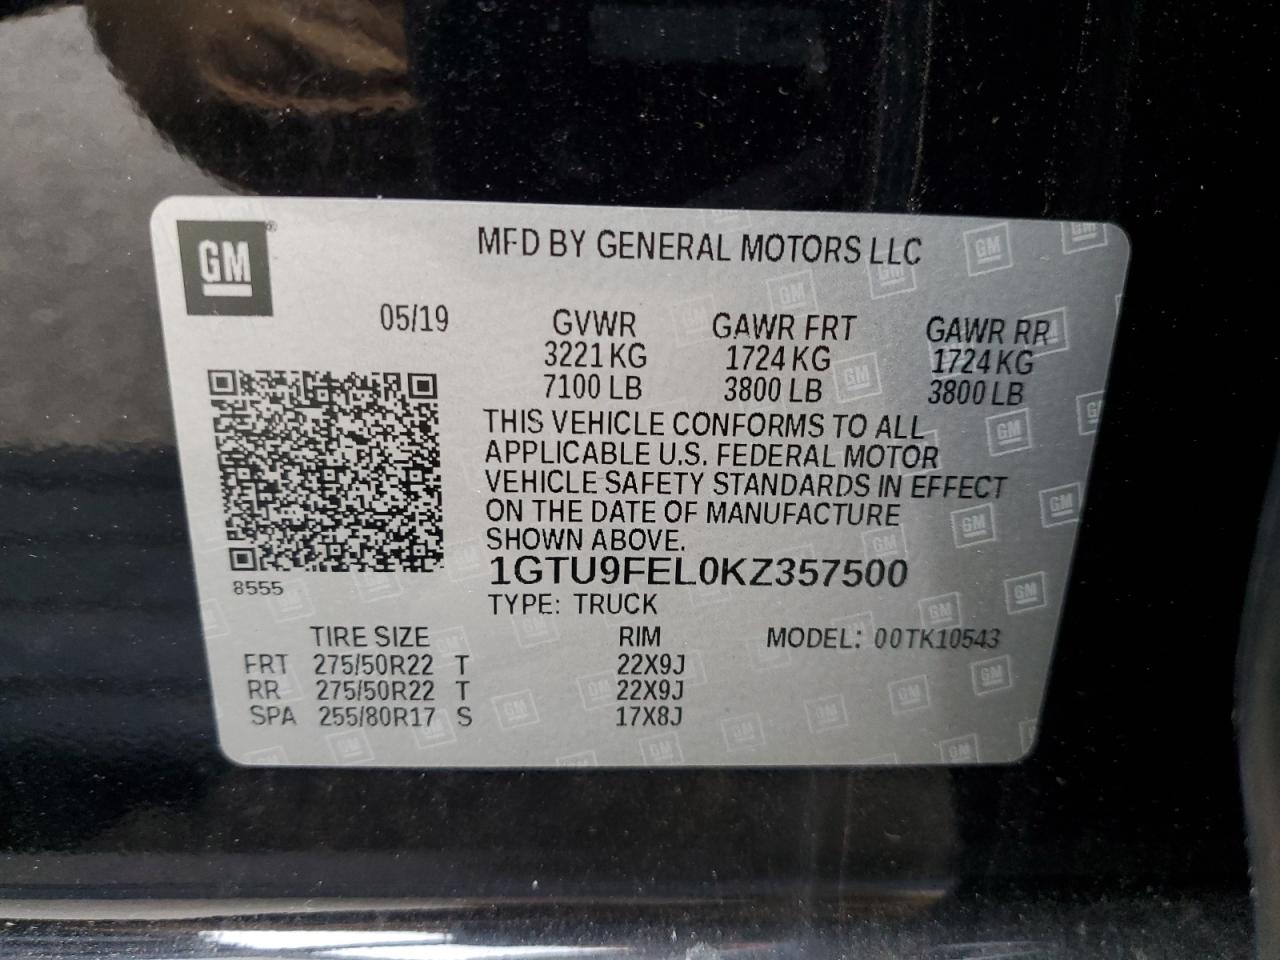 GM
MFD BY GENERAL MOTORS LLC
05/19 GVWR GAWR FRT GAWR RR
3221 KG 1724 KG 1724 KG
7100 LB 3800 LB 3800 LB
THIS VEHICLE CONFORMS TO ALL
APPLICABLE U.S. FEDERAL MOTOR
VEHICLE SAFETY STANDARDS IN EFFECT
ON THE DATE OF MANUFACTURE
SHOWN ABOVE.
1GTU9FEL0KZ357500
8555
TYPE: TRUCK
TIRE SIZE RIM MODEL: 00TK10543
FRT 275/50R22 T 22X9J
RR 275/50R22 T 22X9J
SPA 255/80R17 S 17X8J